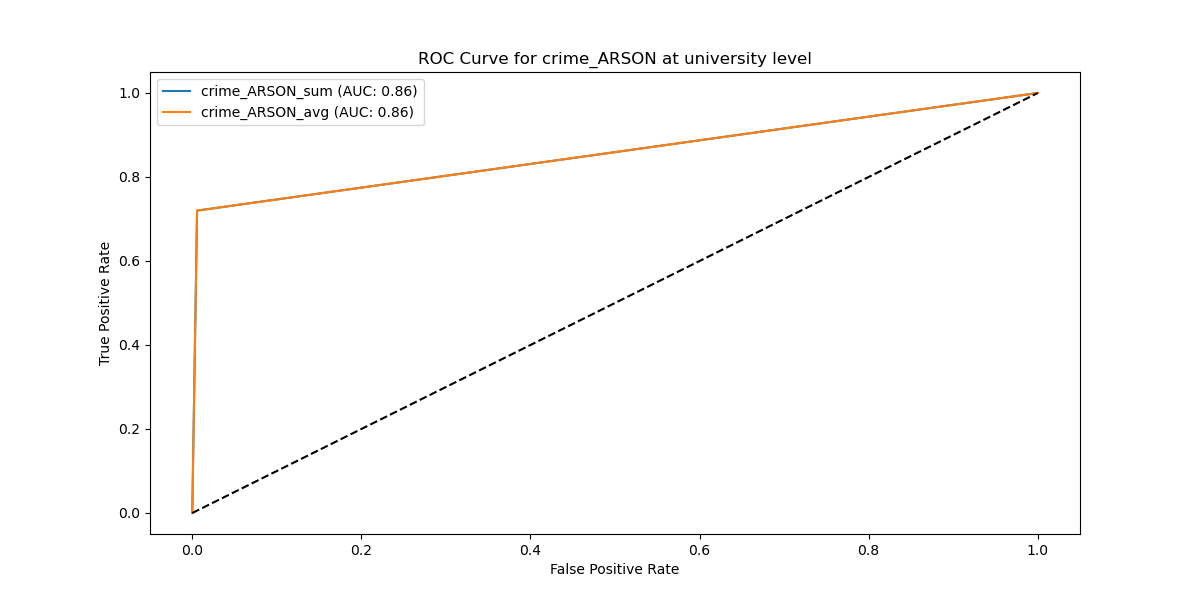 ROC Curve for crime_ARSON at university level
crime_ARSON_sum (AUC: 0.86)
crime_ARSON_avg (AUC: 0.86)
True Positive Rate
1.0
0.8
0.6
0.4
0.2
0.0
0.0 0.2 0.4 0.6 0.8 1.0
False Positive Rate